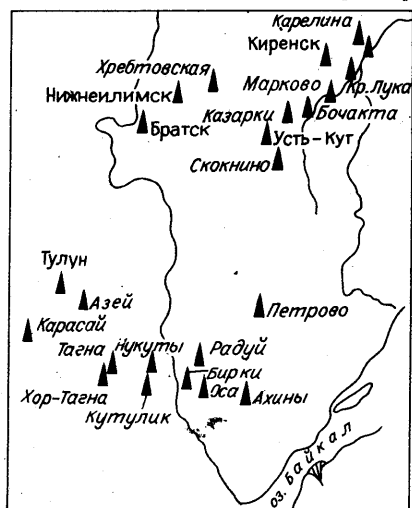 Карелина
Киренск
Хребтовская
Марково
Кр. Лука
Нижнеилимск
Казарки
Бочакта
Братск
Усть-Кут
Скокнино
Тулун
Азей
Петрово
Карасай
Тагна
Нукуты
Радуй
Бирки
Хор-Тагна
Оса
Ахины
Кутулик
оз. Байкал